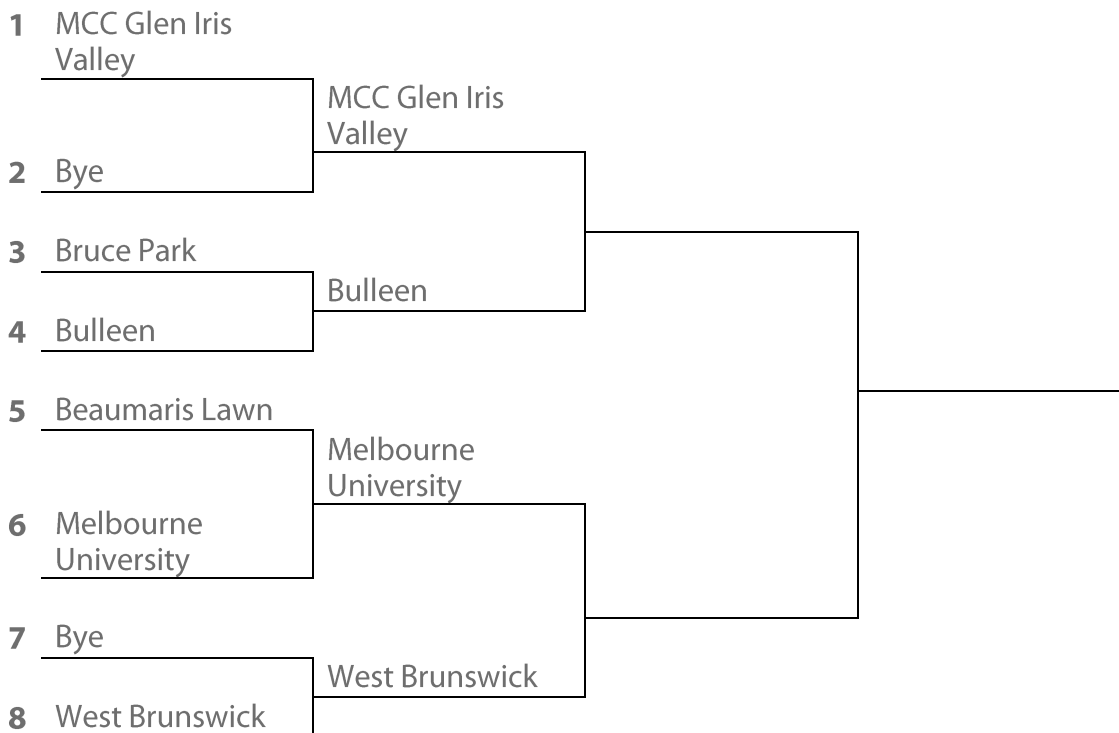 1 MCC Glen Iris
Valley
MCC Glen Iris
Valley
2 Bye
3 Bruce Park
Bulleen
4 Bulleen
5 Beaumaris Lawn
Melbourne
University
6 Melbourne
University
7 Bye
West Brunswick
8 West Brunswick